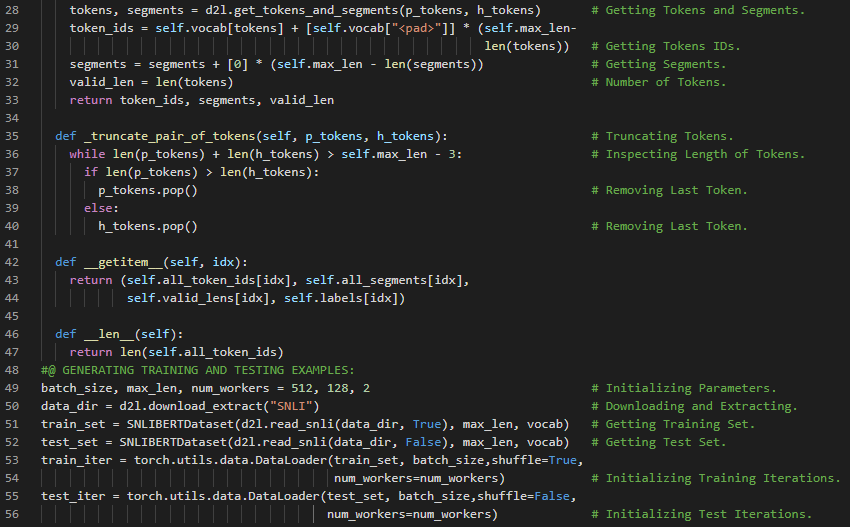 28 tokens, segments = d2l.get_tokens_and_segments(p_tokens, h_tokens) # Getting Tokens and Segments.
29 token_ids = self.vocab[tokens] + [self.vocab["<pad>"]] * (self.max_len-
30 len(tokens)) # Getting Tokens IDs.
31 segments = segments + [0] * (self.max_len - len(segments)) # Getting Segments.
32 valid_len = len(tokens) # Number of Tokens.
33 return token_ids, segments, valid_len
34
35 def _truncate_pair_of_tokens(self, p_tokens, h_tokens): # Truncating Tokens.
36 while len(p_tokens) + len(h_tokens) > self.max_len - 3: # Inspecting Length of Tokens.
37 if len(p_tokens) > len(h_tokens):
38 p_tokens.pop() # Removing Last Token.
39 else:
40 h_tokens.pop() # Removing Last Token.
41
42 def __getitem__(self, idx):
43 return (self.all_token_ids[idx], self.all_segments[idx],
44 self.valid_lens[idx], self.labels[idx])
45
46 def __len__(self):
47 return len(self.all_token_ids)
48 #@ GENERATING TRAINING AND TESTING EXAMPLES:
49 batch_size, max_len, num_workers = 512, 128, 2 # Initializing Parameters.
50 data_dir = d2l.download_extract("SNLI") # Downloading and Extracting.
51 train_set = SNLIBERTDataset(d2l.read_snli(data_dir, True), max_len, vocab) # Getting Training Set.
52 test_set = SNLIBERTDataset(d2l.read_snli(data_dir, False), max_len, vocab) # Getting Test Set.
53 train_iter = torch.utils.data.DataLoader(train_set, batch_size,shuffle=True,
54 num_workers=num_workers) # Initializing Training Iterations.
55 test_iter = torch.utils.data.DataLoader(test_set, batch_size,shuffle=False,
56 num_workers=num_workers) # Initializing Test Iterations.